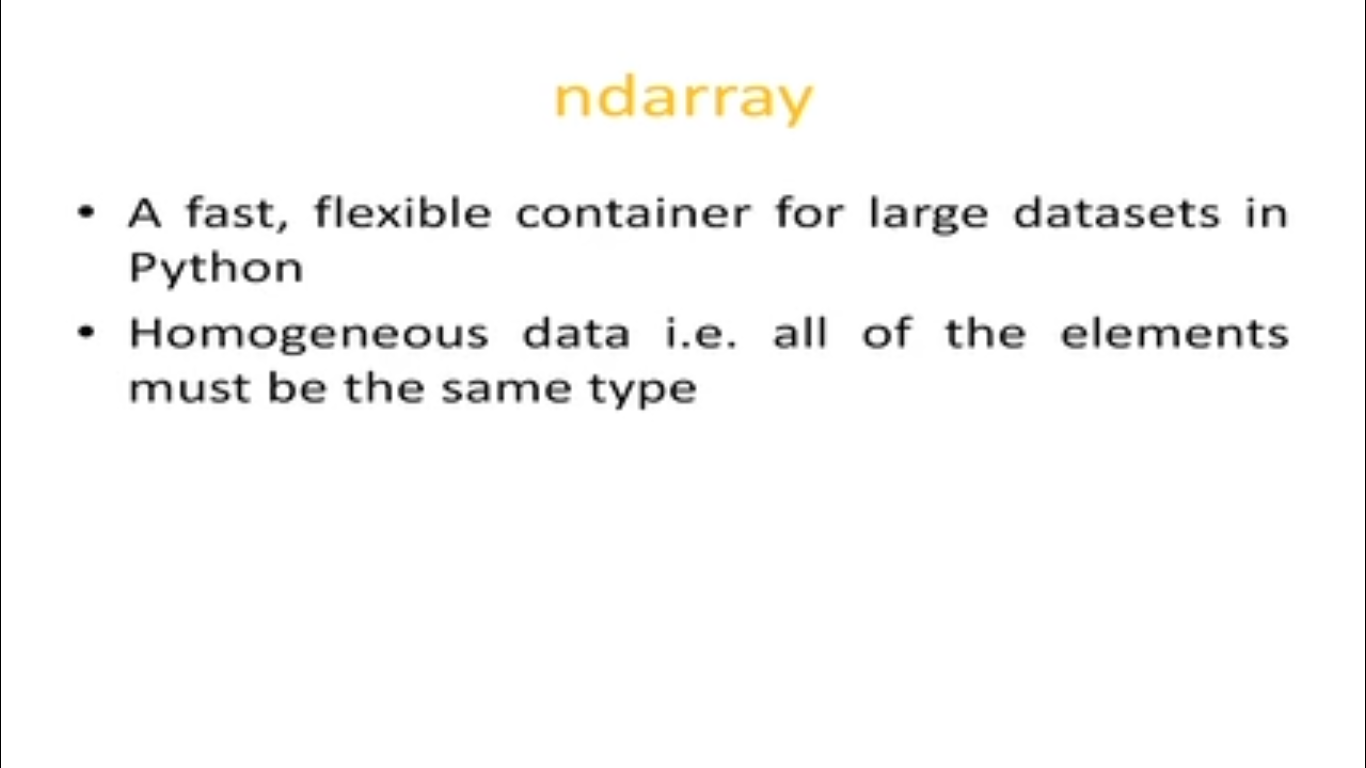 ndarray
• A fast, flexible container for large datasets in
Python
• Homogeneous data i.e. all of the elements
must be the same type